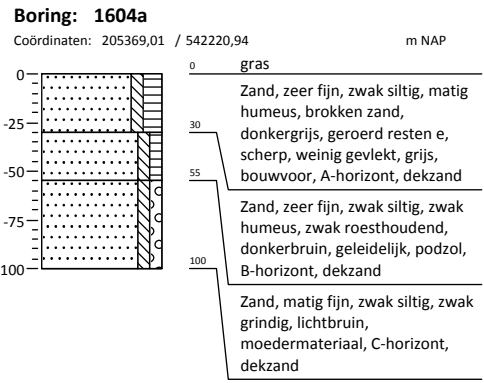 Boring: 1604a
Coördinaten: 205369,01 / 542220,94 m NAP
0
-25
-50
-75
-100
0
30
55
100
gras
Zand, zeer fijn, zwak siltig, matig
humeus, brokken zand,
donkergrijs, geroerd resten e,
scherp, weinig gevlekt, grijs,
bouwvoor, A-horizont, dekzand
Zand, zeer fijn, zwak siltig, zwak
humeus, zwak roesthoudend,
donkerbruin, geleidelijk, podzol,
B-horizont, dekzand
Zand, matig fijn, zwak siltig, zwak
grindig, lichtbruin,
moedermateriaal, C-horizont,
dekzand